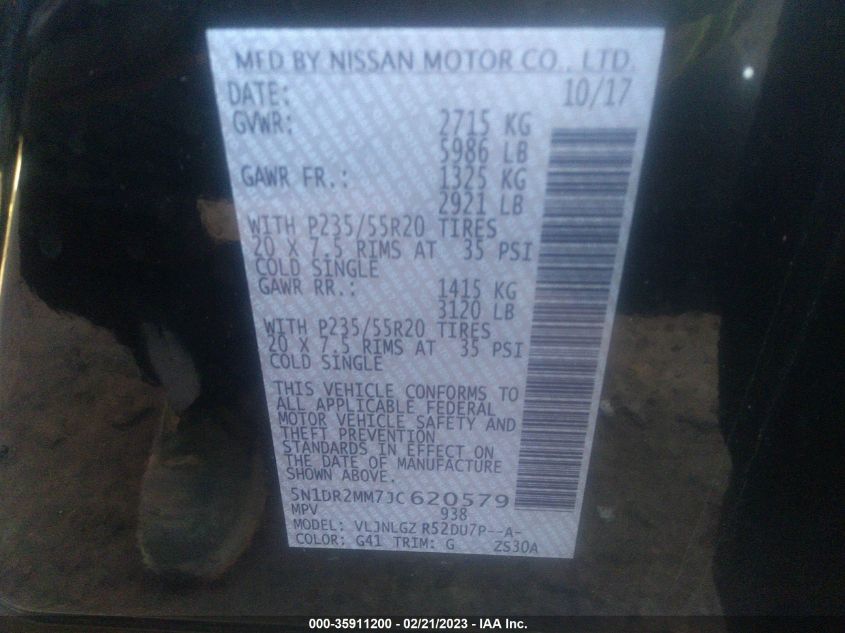 MFD BY NISSAN MOTOR CO., LTD.
DATE: 10/17
GVWR: 2715 KG
5986 LB
GAWR FR.: 1325 KG
2921 LB
WITH P235/55R20 TIRES
20 X 7.5 RIMS AT 35 PSI
COLD SINGLE
GAWR RR.: 1415 KG
3120 LB
WITH P235/55R20 TIRES
20 X 7.5 RIMS AT 35 PSI
COLD SINGLE
THIS VEHICLE CONFORMS TO
ALL APPLICABLE FEDERAL
MOTOR VEHICLE SAFETY AND
THEFT PREVENTION
STANDARDS IN EFFECT ON
THE DATE OF MANUFACTURE
SHOWN ABOVE.
5N1DR2MM7JC620579
MPV 938
MODEL: VLJNLGZ R52DU7P--A-
COLOR: G41 TRIM: G ZS30A
000-35911200 - 02/21/2023 - IAA Inc.